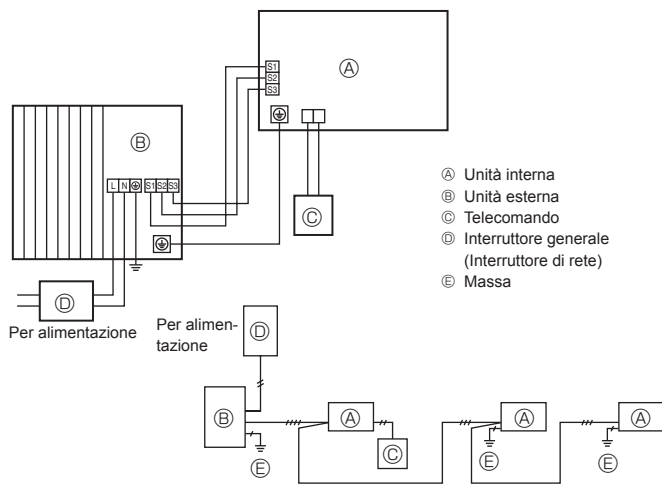 S1
S2
S3
Ⓐ
Ⓑ
L N S1 S2 S3
Ⓒ
Ⓓ
Per alimentazione
Ⓐ Unità interna
Ⓑ Unità esterna
Ⓒ Telecomando
Ⓓ Interruttore generale
(Interruttore di rete)
Ⓔ Massa
Per alimen-
tazione
Ⓓ
Ⓑ
Ⓐ
Ⓐ
Ⓐ
Ⓒ
Ⓔ
Ⓔ
Ⓔ